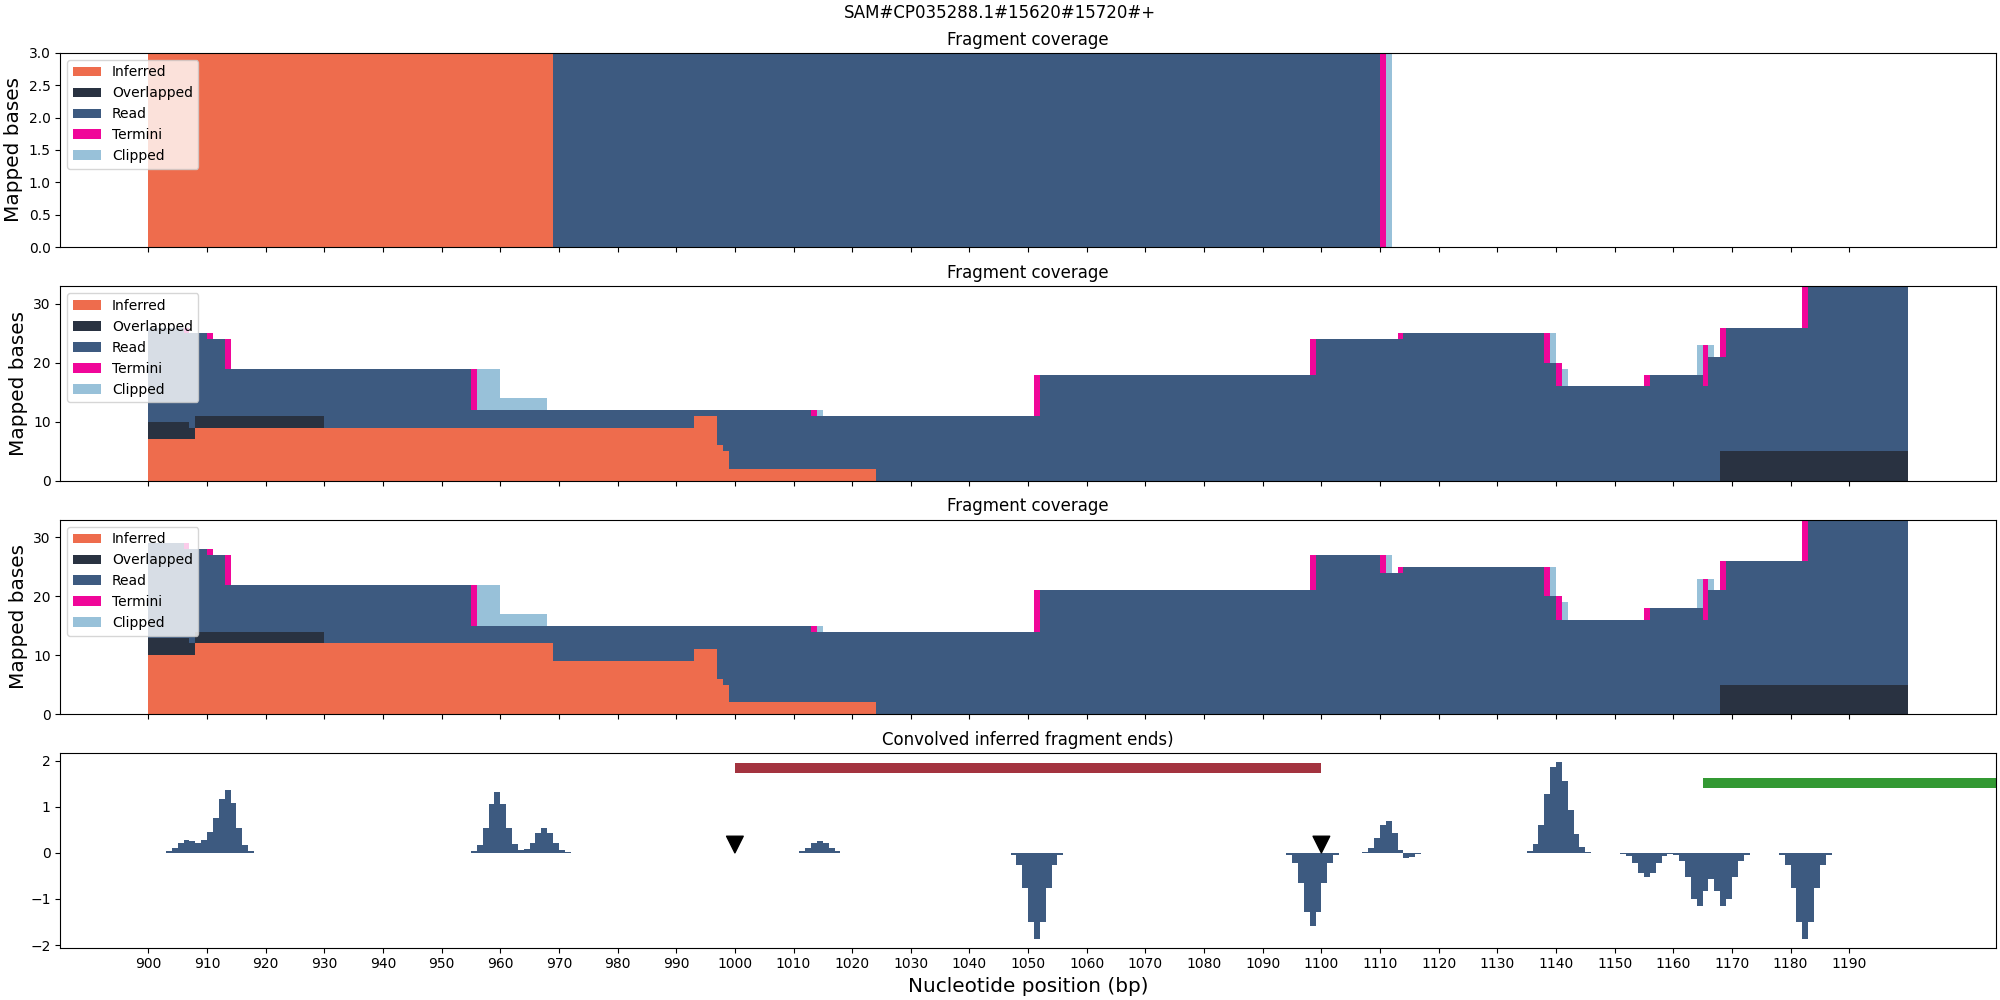 SAM#CP035288.1#15620#15720#+
Fragment coverage
Mapped bases
3.0
2.5
2.0
1.5
1.0
0.5
0.0
Inferred
Overlapped
Read
Termini
Clipped
Fragment coverage
Mapped bases
30
20
10
0
Inferred
Overlapped
Read
Termini
Clipped
Fragment coverage
Mapped bases
30
20
10
0
Inferred
Overlapped
Read
Termini
Clipped
Convolved inferred fragment ends)
2
1
0
−1
−2
900 910 920 930 940 950 960 970 980 990 1000 1010 1020 1030 1040 1050 1060 1070 1080 1090 1100 1110 1120 1130 1140 1150 1160 1170 1180 1190
Nucleotide position (bp)